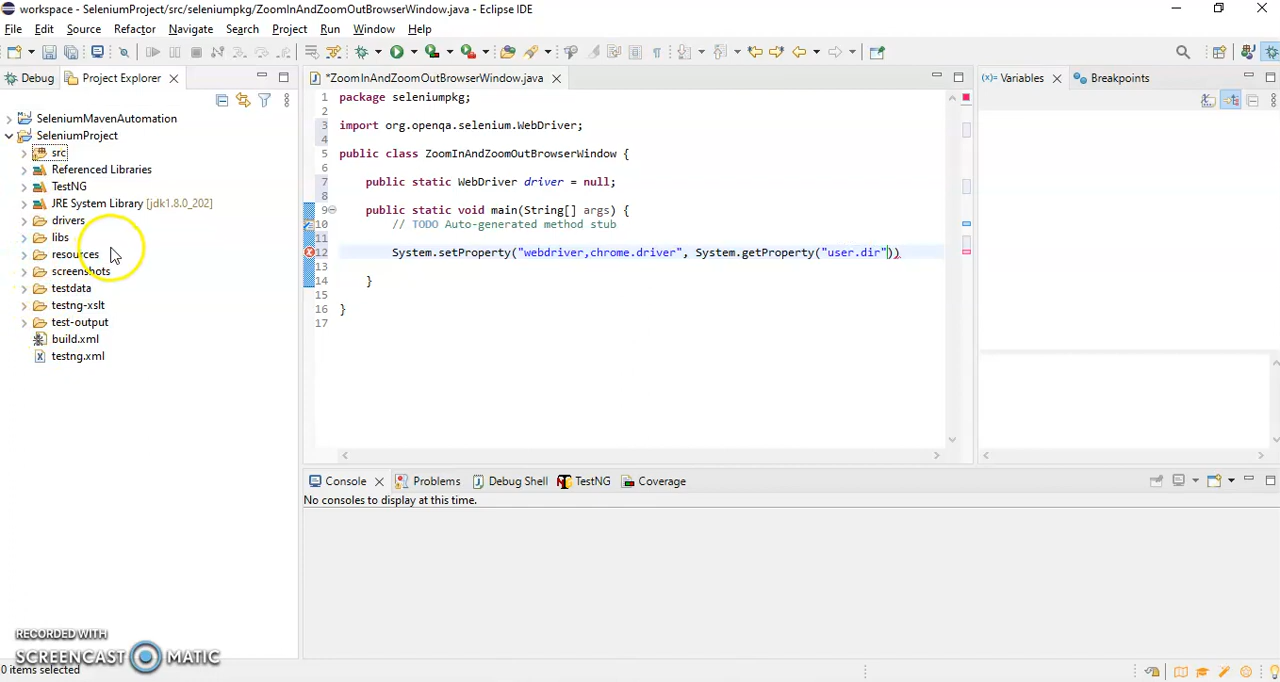 workspace - SeleniumProject/src/seleniumpkg/ZoomInAndZoomOutBrowserWindow.java - Eclipse IDE
File Edit Source Refactor Navigate Search Project Run Window Help
Debug Project Explorer
*ZoomInAndZoomOutBrowserWindow.java
(x)= Variables Breakpoints
SeleniumMavenAutomation
SeleniumProject
src
Referenced Libraries
TestNG
JRE System Library [jdk1.8.0_202]
drivers
libs
resources
screenshots
testdata
testng-xslt
test-output
build.xml
testng.xml
1 package seleniumpkg;
2
3 import org.openqa.selenium.WebDriver;
4
5 public class ZoomInAndZoomOutBrowserWindow {
6
7 public static WebDriver driver = null;
8
9 public static void main(String[] args) {
10 // TODO Auto-generated method stub
11
12 System.setProperty("webdriver,chrome.driver", System.getProperty("user.dir"))
13
14 }
15
16 }
17
Console Problems Debug Shell TestNG Coverage
No consoles to display at this time.
RECORDED WITH
SCREENCAST MATIC
0 items selected